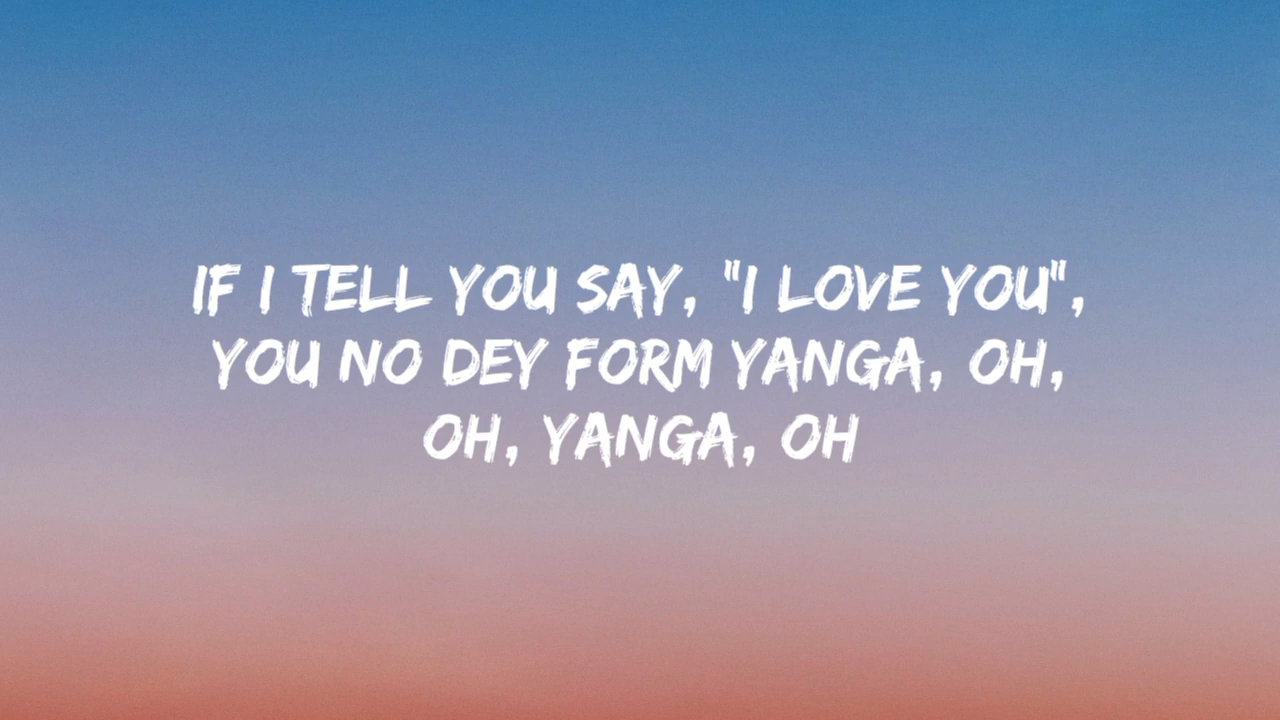 IF I TELL YOU SAY, "I LOVE YOU",
YOU NO DEY FORM YANGA, OH,
OH, YANGA, OH